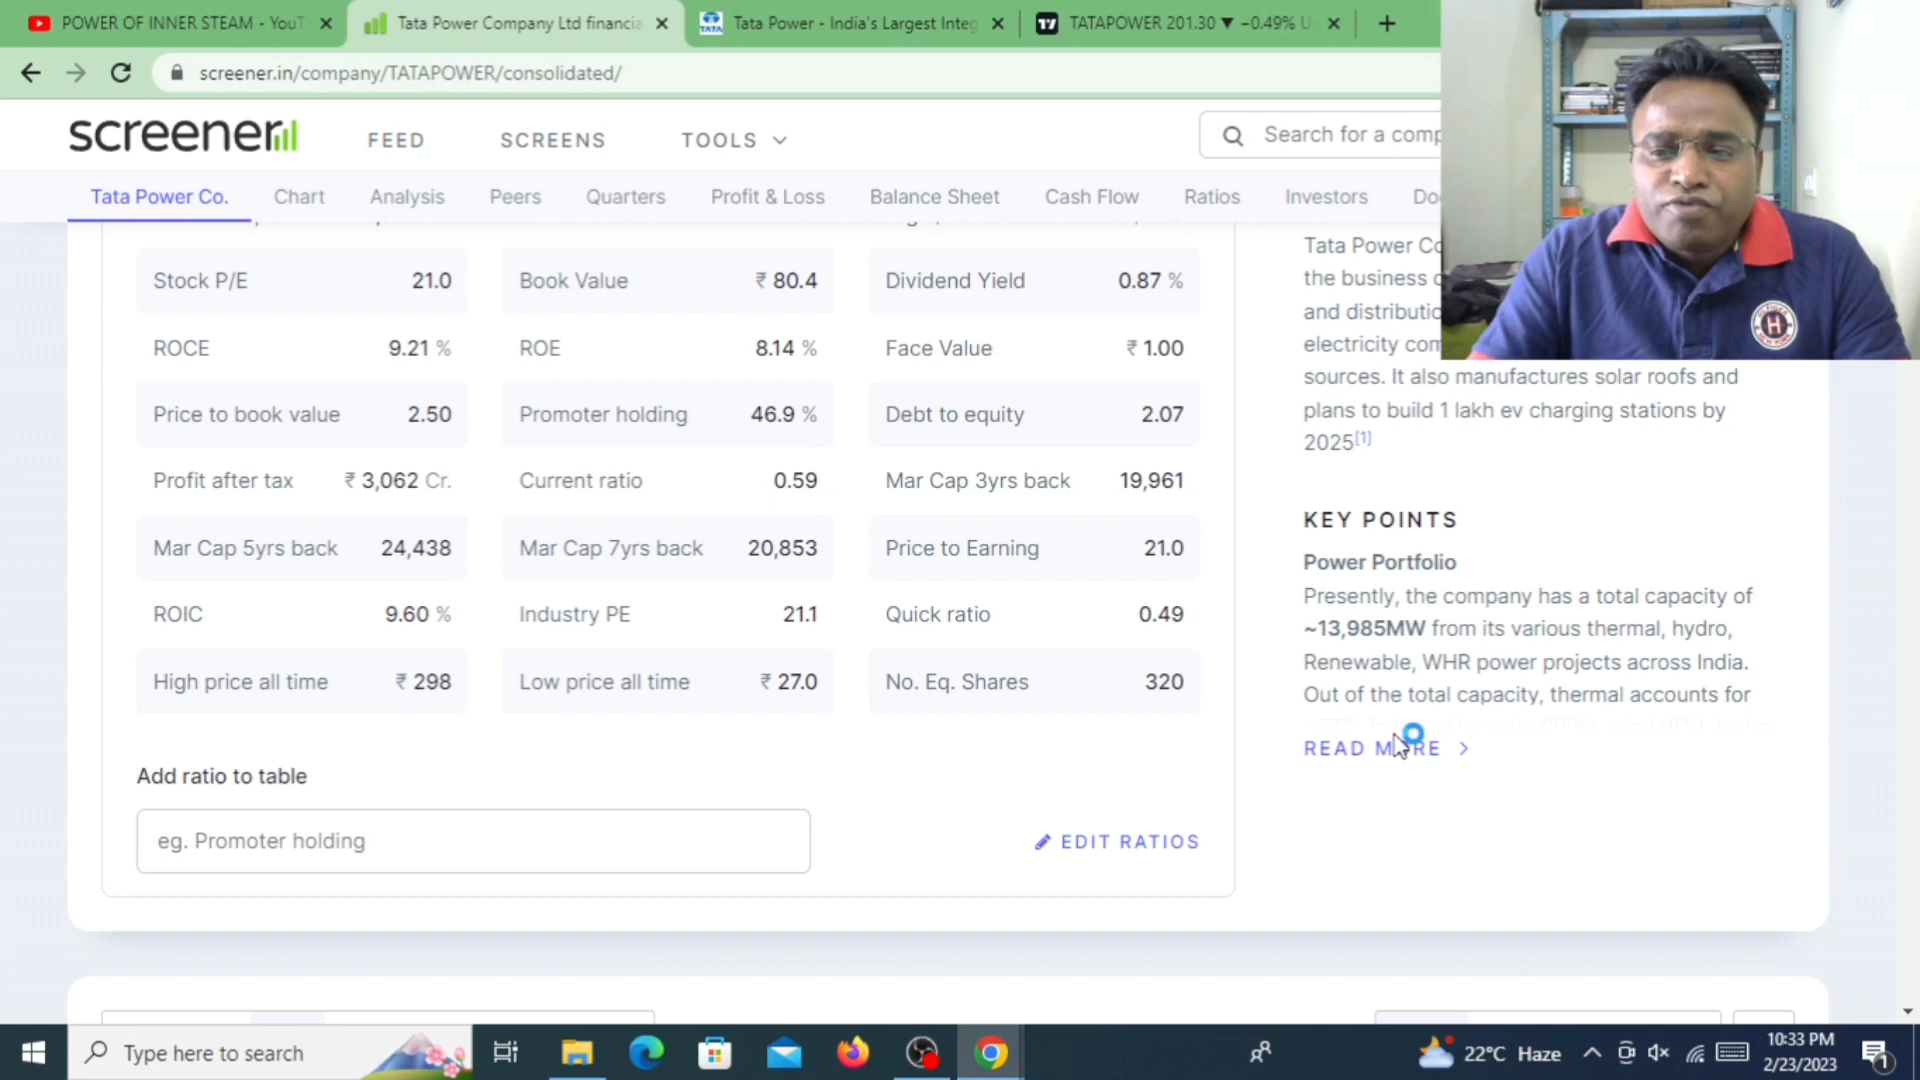 POWER OF INNER STEAM - YouT
Tata Power Company Ltd financia
Tata Power - India's Largest Integ
TATAPOWER 201.30 ▼ −0.49% U
screener.in/company/TATAPOWER/consolidated/
screener
FEED
SCREENS
TOOLS
Search for a comp
Tata Power Co.
Chart
Analysis
Peers
Quarters
Profit & Loss
Balance Sheet
Cash Flow
Ratios
Investors
Do
Stock P/E 21.0
Book Value ₹ 80.4
Dividend Yield 0.87 %
ROCE 9.21 %
ROE 8.14 %
Face Value ₹ 1.00
Price to book value 2.50
Promoter holding 46.9 %
Debt to equity 2.07
Profit after tax ₹ 3,062 Cr.
Current ratio 0.59
Mar Cap 3yrs back 19,961
Mar Cap 5yrs back 24,438
Mar Cap 7yrs back 20,853
Price to Earning 21.0
ROIC 9.60 %
Industry PE 21.1
Quick ratio 0.49
High price all time ₹ 298
Low price all time ₹ 27.0
No. Eq. Shares 320
Add ratio to table
eg. Promoter holding
EDIT RATIOS
Tata Power Co
the business o
and distributio
electricity com
sources. It also manufactures solar roofs and
plans to build 1 lakh ev charging stations by
2025[1]
KEY POINTS
Power Portfolio
Presently, the company has a total capacity of
~13,985MW from its various thermal, hydro,
Renewable, WHR power projects across India.
Out of the total capacity, thermal accounts for
READ MORE
H
Type here to search
22°C Haze
10:33 PM
2/23/2023
1